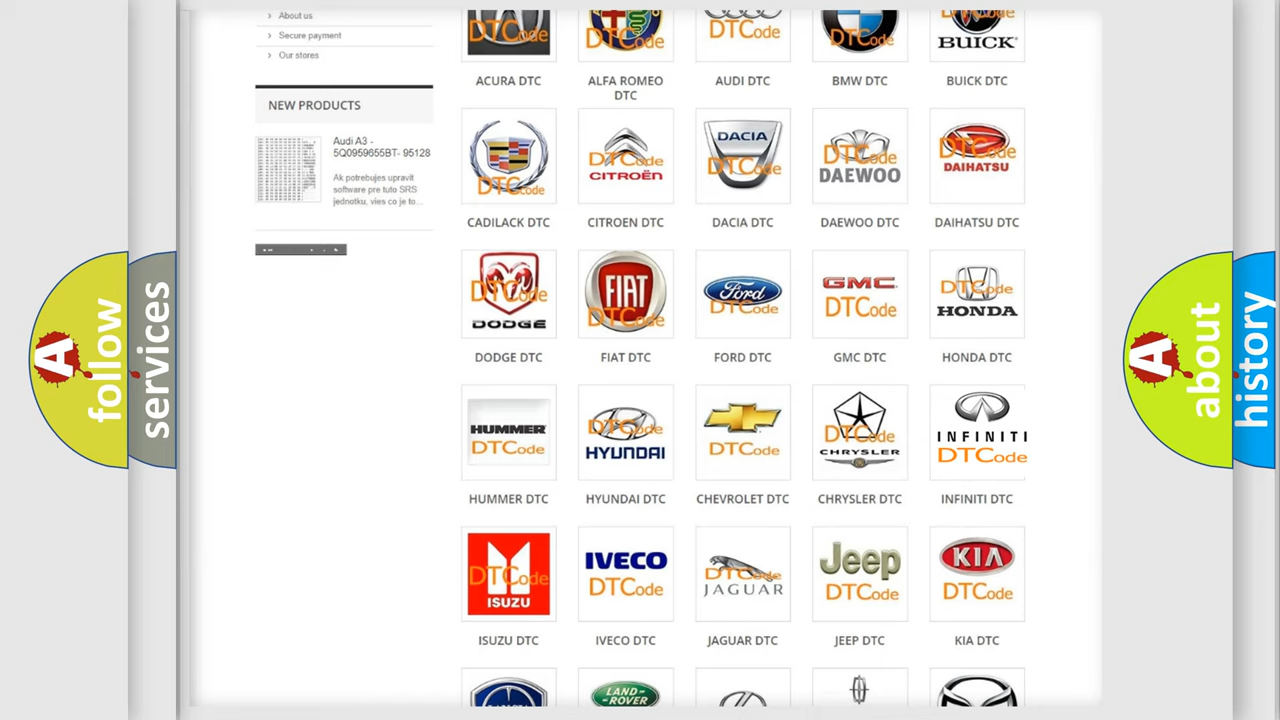 About us
Secure payment
Our stores
NEW PRODUCTS
Audi A3 -
5Q0959655BT- 95128
Ak potrebujes upravit
software pre tuto SRS
jednotku, vies co je to...
DTCode
DTCode
DTCode
DTCode
BUICK
ACURA DTC
ALFA ROMEO
DTC
AUDI DTC
BMW DTC
BUICK DTC
DTCode
DTCode
CITROËN
DACIA
DTCode
DTCode
DAEWOO
DTCode
DAIHATSU
CADILACK DTC
CITROEN DTC
DACIA DTC
DAEWOO DTC
DAIHATSU DTC
DTCode
DODGE
FIAT
DTCode
Ford
DTCode
GMC
DTCode
DTCode
HONDA
DODGE DTC
FIAT DTC
FORD DTC
GMC DTC
HONDA DTC
HUMMER
DTCode
DTCode
HYUNDAI
DTCode
DTCode
CHRYSLER
INFINITI
DTCode
HUMMER DTC
HYUNDAI DTC
CHEVROLET DTC
CHRYSLER DTC
INFINITI DTC
DTCode
ISUZU
IVECO
DTCode
DTCode
JAGUAR
Jeep
DTCode
KIA
DTCode
ISUZU DTC
IVECO DTC
JAGUAR DTC
JEEP DTC
KIA DTC
LAND-
ROVER
A follow
services
A about
history